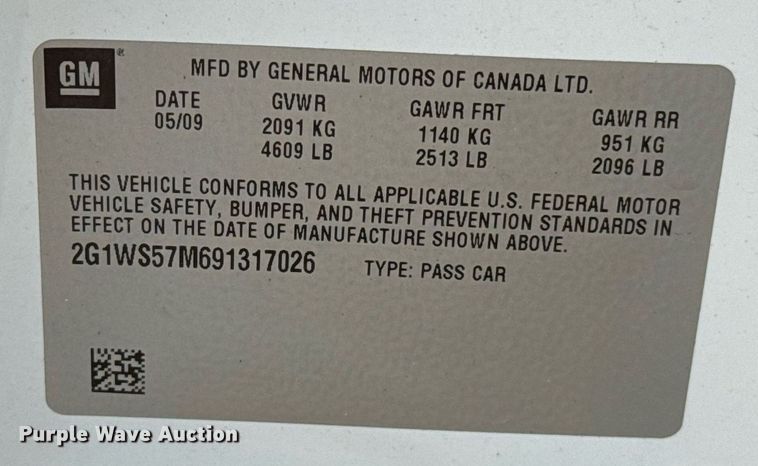 GM ®
MFD BY GENERAL MOTORS OF CANADA LTD.
DATE GVWR GAWR FRT GAWR RR
05/09 2091 KG 1140 KG 951 KG
4609 LB 2513 LB 2096 LB
THIS VEHICLE CONFORMS TO ALL APPLICABLE U.S. FEDERAL MOTOR
VEHICLE SAFETY, BUMPER, AND THEFT PREVENTION STANDARDS IN
EFFECT ON THE DATE OF MANUFACTURE SHOWN ABOVE.
2G1WS57M691317026 TYPE: PASS CAR
Purple Wave Auction